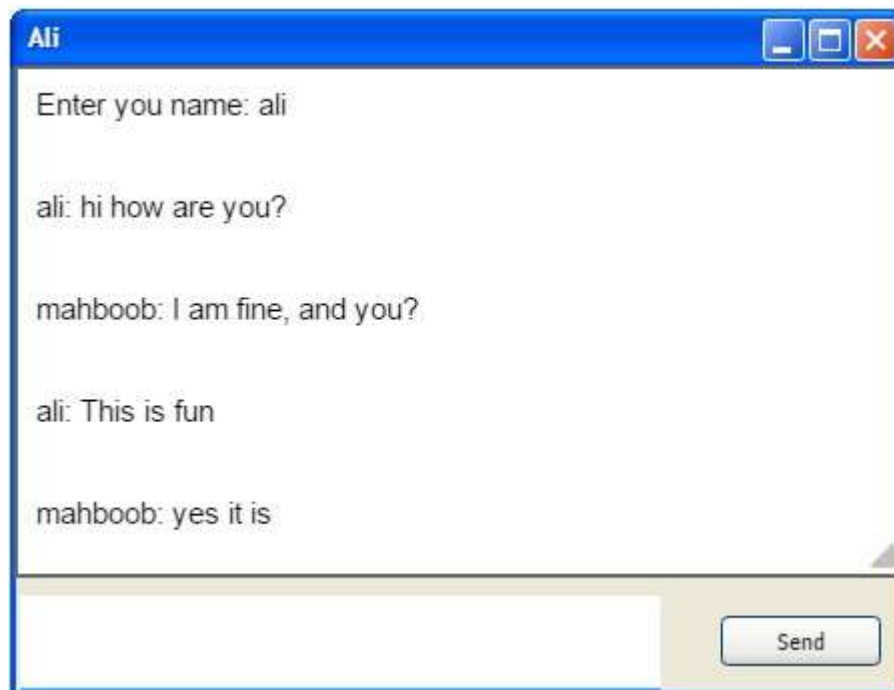 Ali
Enter you name: ali
ali: hi how are you?
mahboob: I am fine, and you?
ali: This is fun
mahboob: yes it is
Send